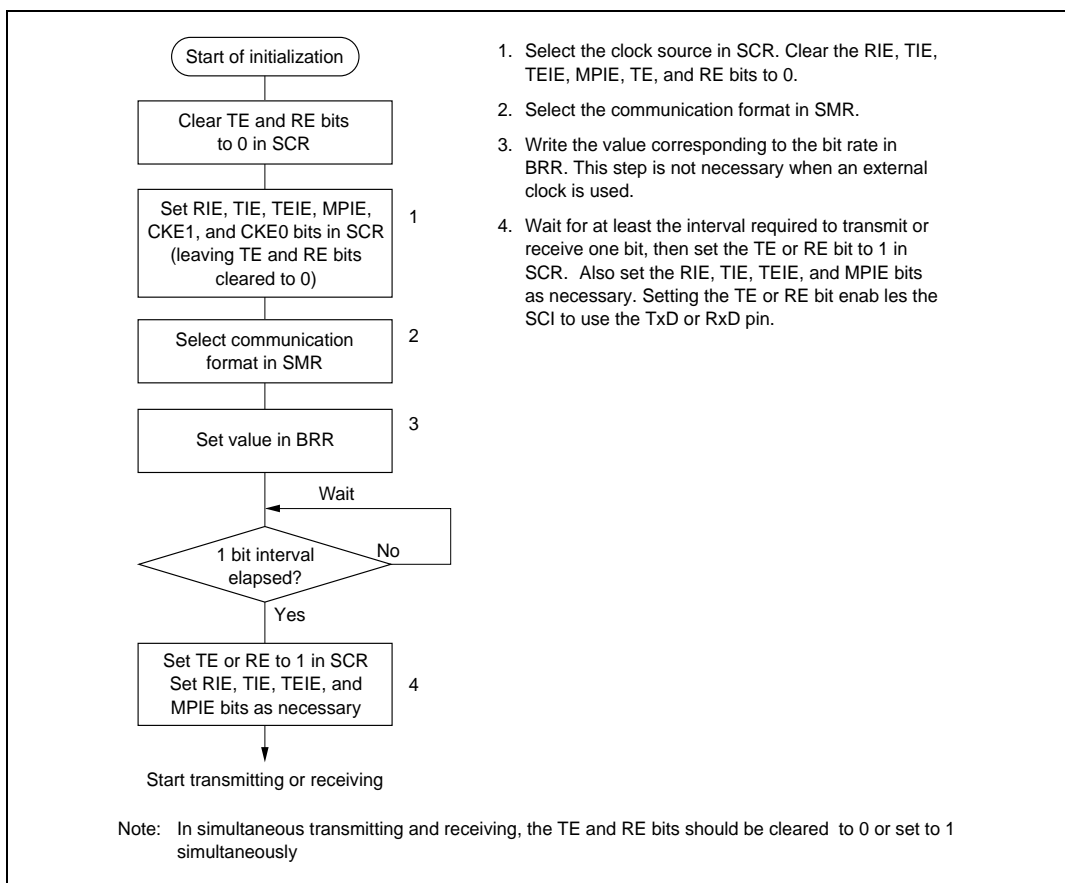 Start of initialization
Clear TE and RE bits
to 0 in SCR
Set RIE, TIE, TEIE, MPIE,
CKE1, and CKE0 bits in SCR
(leaving TE and RE bits
cleared to 0)
1
Select communication
format in SMR
2
Set value in BRR
3
Wait
1 bit interval
elapsed?
No
Yes
Set TE or RE to 1 in SCR
Set RIE, TIE, TEIE, and
MPIE bits as necessary
4
Start transmitting or receiving
1. Select the clock source in SCR. Clear the RIE, TIE,
TEIE, MPIE, TE, and RE bits to 0.
2. Select the communication format in SMR.
3. Write the value corresponding to the bit rate in
BRR. This step is not necessary when an external
clock is used.
4. Wait for at least the interval required to transmit or
receive one bit, then set the TE or RE bit to 1 in
SCR. Also set the RIE, TIE, TEIE, and MPIE bits
as necessary. Setting the TE or RE bit enab les the
SCI to use the TxD or RxD pin.
Note: In simultaneous transmitting and receiving, the TE and RE bits should be cleared to 0 or set to 1
simultaneously